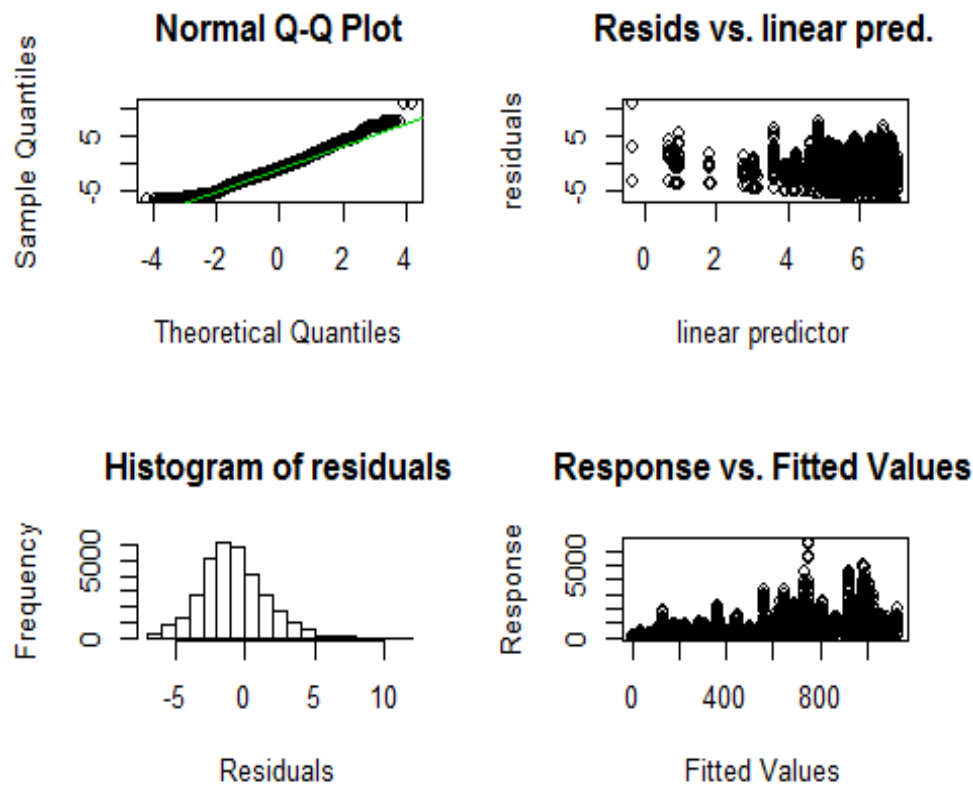 Normal Q-Q Plot
Sample Quantiles
5
-5
-4 -2 0 2 4
Theoretical Quantiles
Resids vs. linear pred.
residuals
5
-5
0 2 4 6
linear predictor
Histogram of residuals
Frequency
5000
0
-5 0 5 10
Residuals
Response vs. Fitted Values
Response
5000
0
0 400 800
Fitted Values